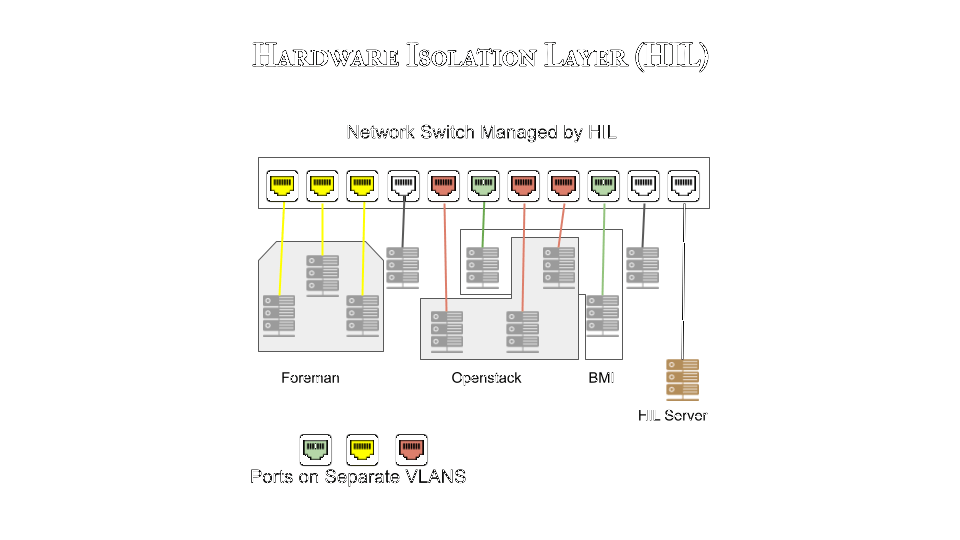 Hardware Isolation Layer (HIL)
Network Switch Managed by HIL
Foreman
Openstack
BMI
HIL Server
Ports on Separate VLANS